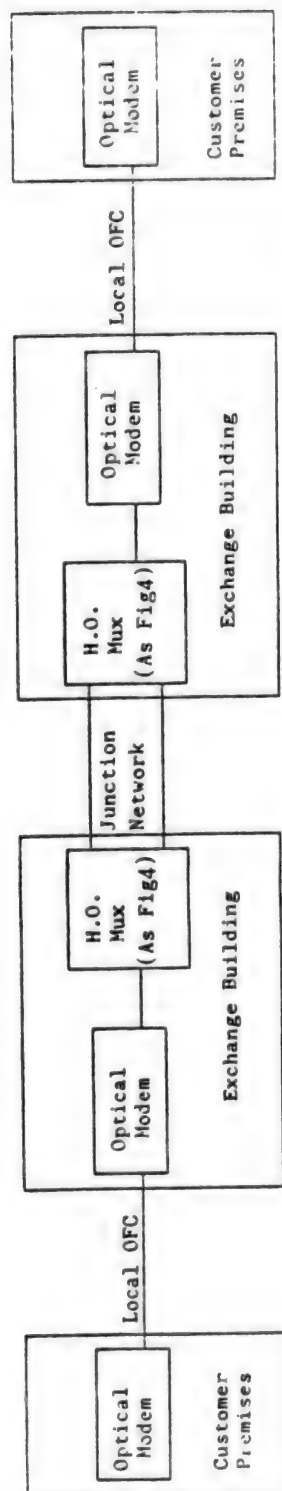 Optical
Modem
Customer
Premises
Local OFC
Optical
Modem
H.O.
Mux
(As Fig4)
Exchange Building
Junction
Network
H.O.
Mux
(As Fig4)
Optical
Modem
Exchange Building
Local OFC
Optical
Modem
Customer
Premises